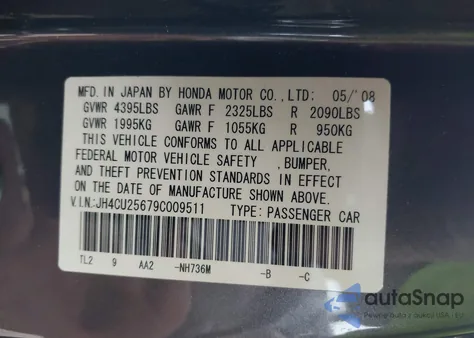 MFD. IN JAPAN BY HONDA MOTOR CO.,LTD: 05/'08
GVWR 4395LBS GAWR F 2325LBS R 2090LBS
GVWR 1995KG GAWR F 1055KG R 950KG
THIS VEHICLE CONFORMS TO ALL APPLICABLE
FEDERAL MOTOR VEHICLE SAFETY ,BUMPER,
AND THEFT PREVENTION STANDARDS IN EFFECT
ON THE DATE OF MANUFACTURE SHOWN ABOVE.
V.I.N:JH4CU25679C009511 TYPE: PASSENGER CAR
TL2 9 AA2 -NH736M -B -C
autoSnap